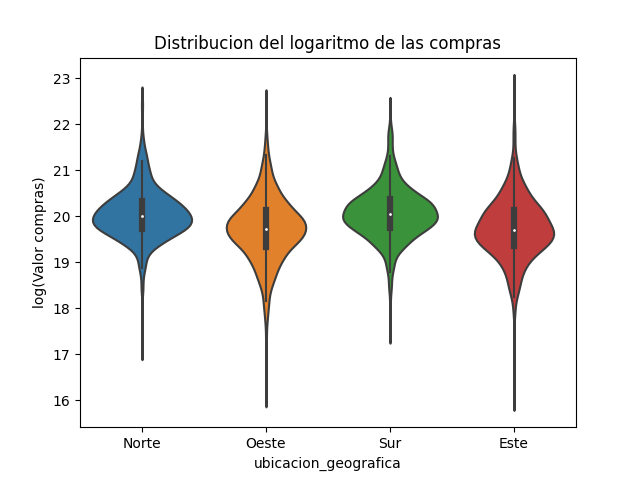 Distribucion del logaritmo de las compras
log(Valor compras)
23
22
21
20
19
18
17
16
Norte Oeste Sur Este
ubicacion_geografica